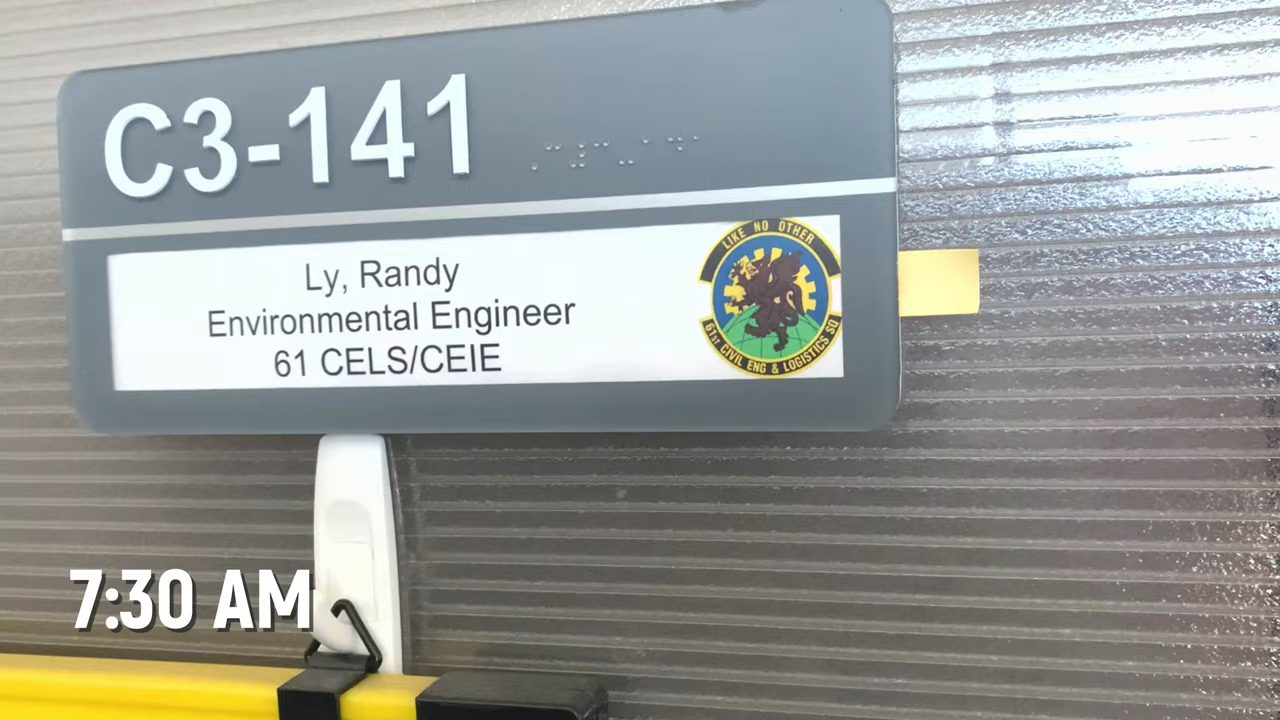 C3-141
Ly, Randy
Environmental Engineer
61 CELS/CEIE
LIKE NO OTHER
61ST CIVIL ENG & LOGISTICS SQ
7:30 AM